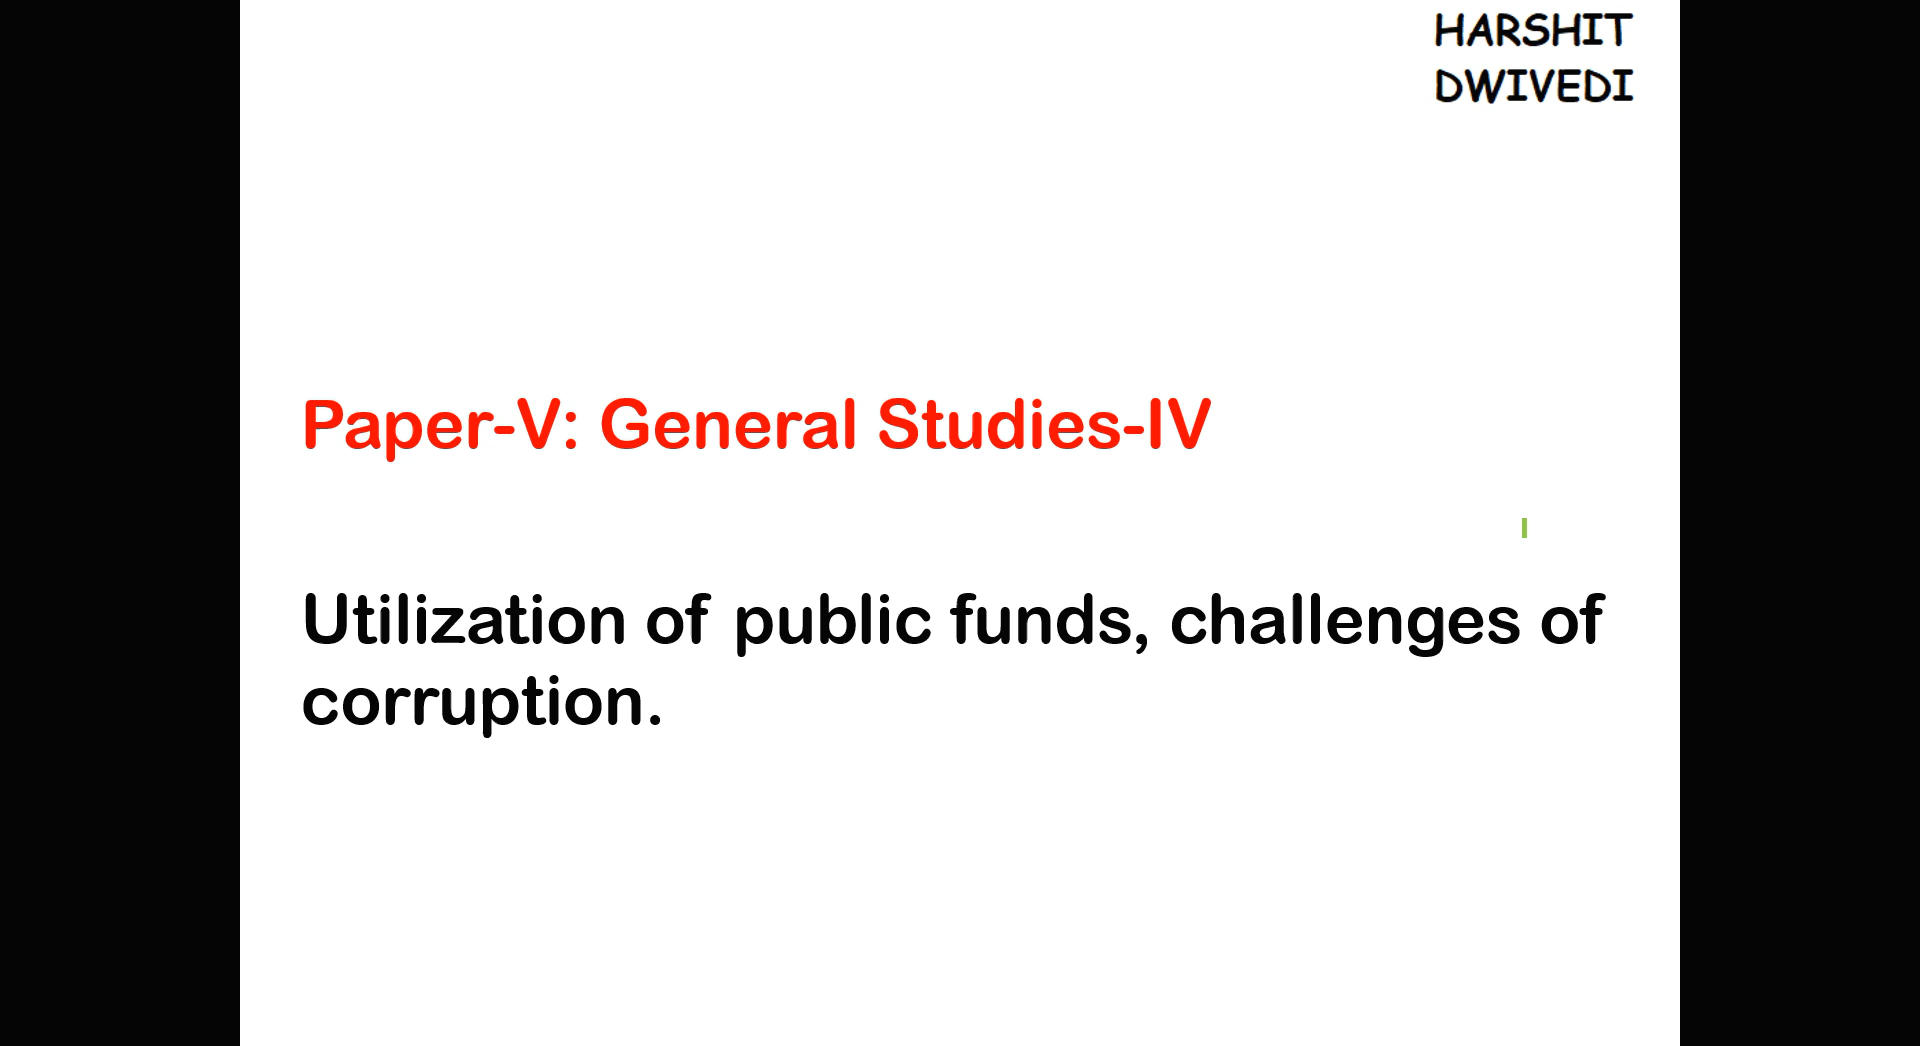 HARSHIT
DWIVEDI
Paper-V: General Studies-IV
Utilization of public funds, challenges of
corruption.